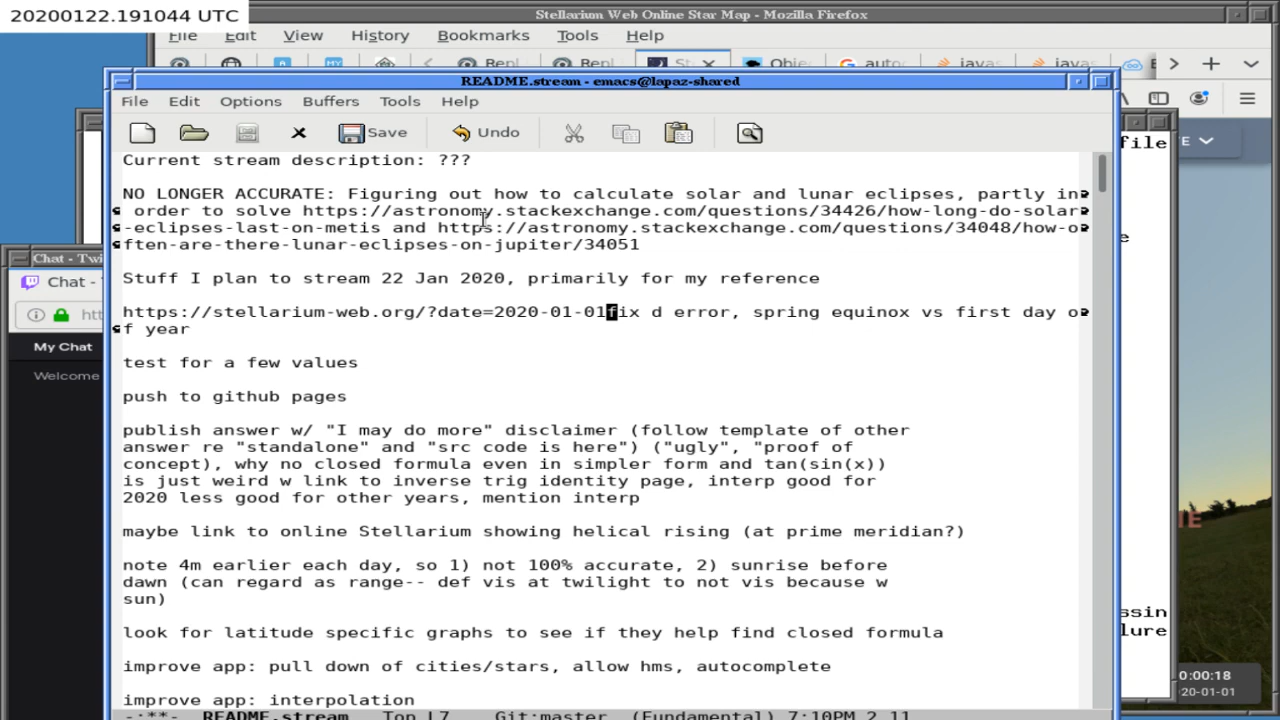 20200122.191044 UTC
Stellarium Web Online Star Map - Mozilla Firefox
File Edit View History Bookmarks Tools Help
README.stream - emacs@lapaz-shared
File Edit Options Buffers Tools Help
Save Undo
Current stream description: ???
NO LONGER ACCURATE: Figuring out how to calculate solar and lunar eclipses, partly in
order to solve https://astronomy.stackexchange.com/questions/34426/how-long-do-solar
-eclipses-last-on-metis and https://astronomy.stackexchange.com/questions/34048/how-o
ften-are-there-lunar-eclipses-on-jupiter/34051
Stuff I plan to stream 22 Jan 2020, primarily for my reference
https://stellarium-web.org/?date=2020-01-01fix d error, spring equinox vs first day o
f year
test for a few values
push to github pages
publish answer w/ "I may do more" disclaimer (follow template of other
answer re "standalone" and "src code is here") ("ugly", "proof of
concept), why no closed formula even in simpler form and tan(sin(x))
is just weird w link to inverse trig identity page, interp good for
2020 less good for other years, mention interp
maybe link to online Stellarium showing helical rising (at prime meridian?)
note 4m earlier each day, so 1) not 100% accurate, 2) sunrise before
dawn (can regard as range-- def vis at twilight to not vis because w
sun)
look for latitude specific graphs to see if they help find closed formula
improve app: pull down of cities/stars, allow hms, autocomplete
improve app: interpolation
-:**- README.stream Top L7 Git:master (Fundamental) 7:10PM 2.11
Chat - Twi
Chat -
htt
My Chat
Welcome
file
e
ssin
lure
0:00:18
20-01-01